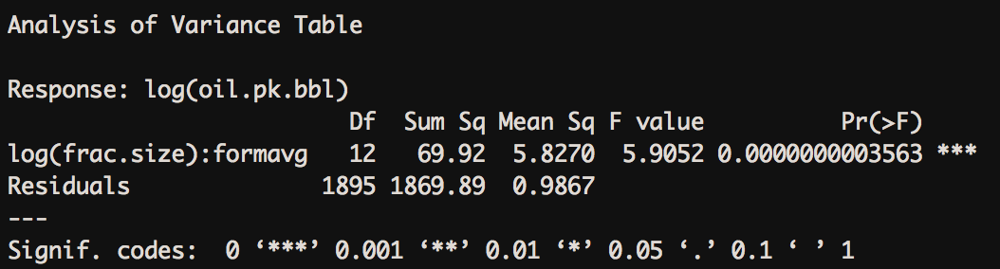 Analysis of Variance Table

Response: log(oil.pk.bbl)
                         Df  Sum Sq Mean Sq F value          Pr(>F)
log(frac.size):formavg   12   69.92  5.8270  5.9052 0.0000000003563 ***
Residuals              1895 1869.89  0.9867
---
Signif. codes:  0 ‘***’ 0.001 ‘**’ 0.01 ‘*’ 0.05 ‘.’ 0.1 ‘ ’ 1